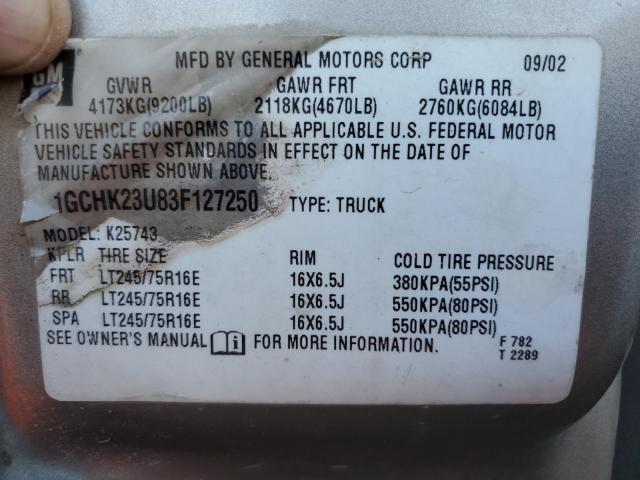 MFD BY GENERAL MOTORS CORP 09/02
GM
GVWR GAWR FRT GAWR RR
4173KG(9200LB) 2118KG(4670LB) 2760KG(6084LB)
THIS VEHICLE CONFORMS TO ALL APPLICABLE U.S. FEDERAL MOTOR
VEHICLE SAFETY STANDARDS IN EFFECT ON THE DATE OF
MANUFACTURE SHOWN ABOVE.
1GCHK23U83F127250 TYPE: TRUCK
MODEL: K25743
KPLR TIRE SIZE RIM COLD TIRE PRESSURE
FRT LT245/75R16E 16X6.5J 380KPA(55PSI)
RR LT245/75R16E 16X6.5J 550KPA(80PSI)
SPA LT245/75R16E 16X6.5J 550KPA(80PSI)
SEE OWNER'S MANUAL FOR MORE INFORMATION. F 782
T 2289